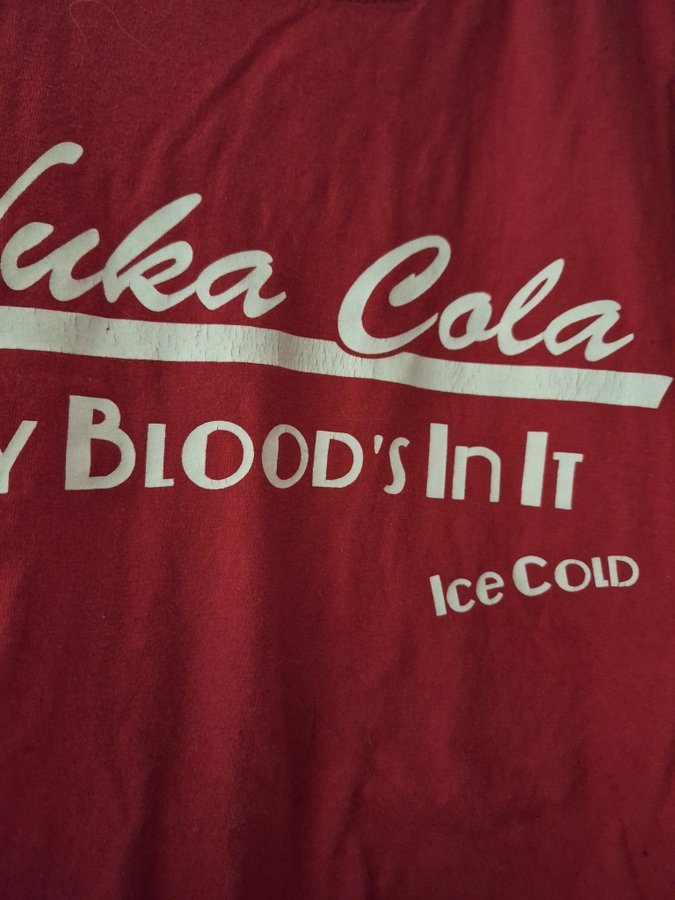 uka Cola
y Blood's In It
Ice Cold